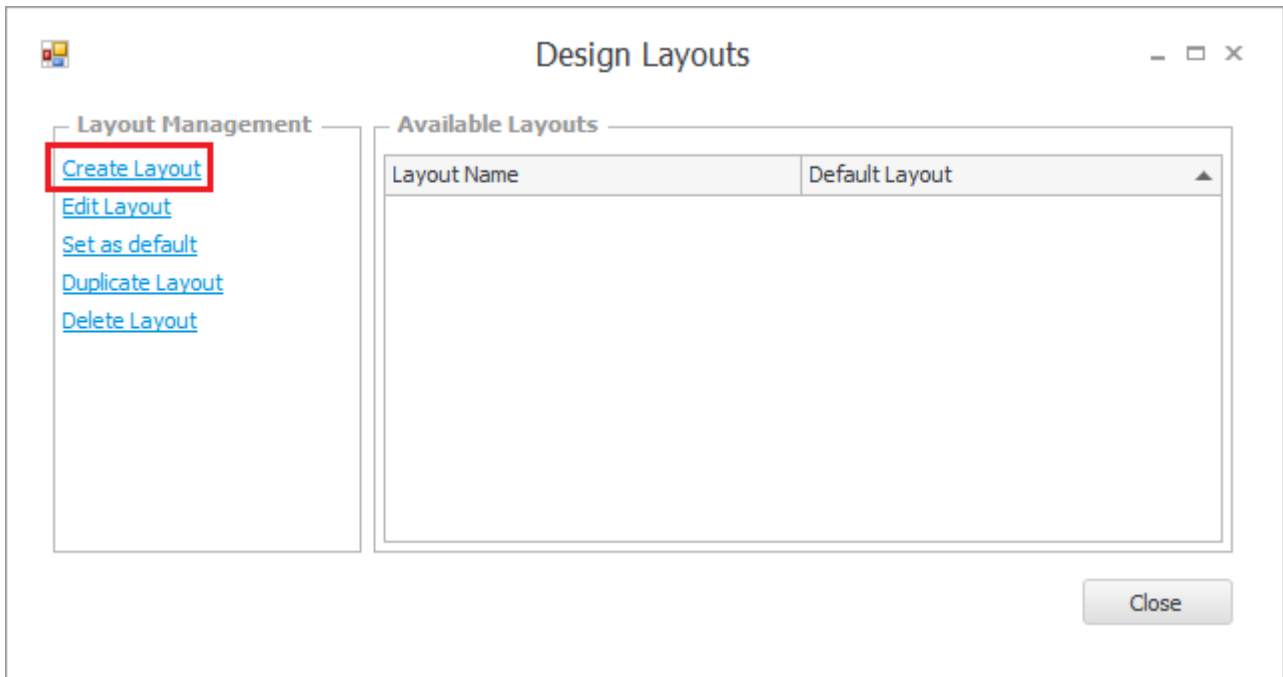 Design Layouts
Layout Management
Create Layout
Edit Layout
Set as default
Duplicate Layout
Delete Layout
Available Layouts
Layout Name Default Layout
Close